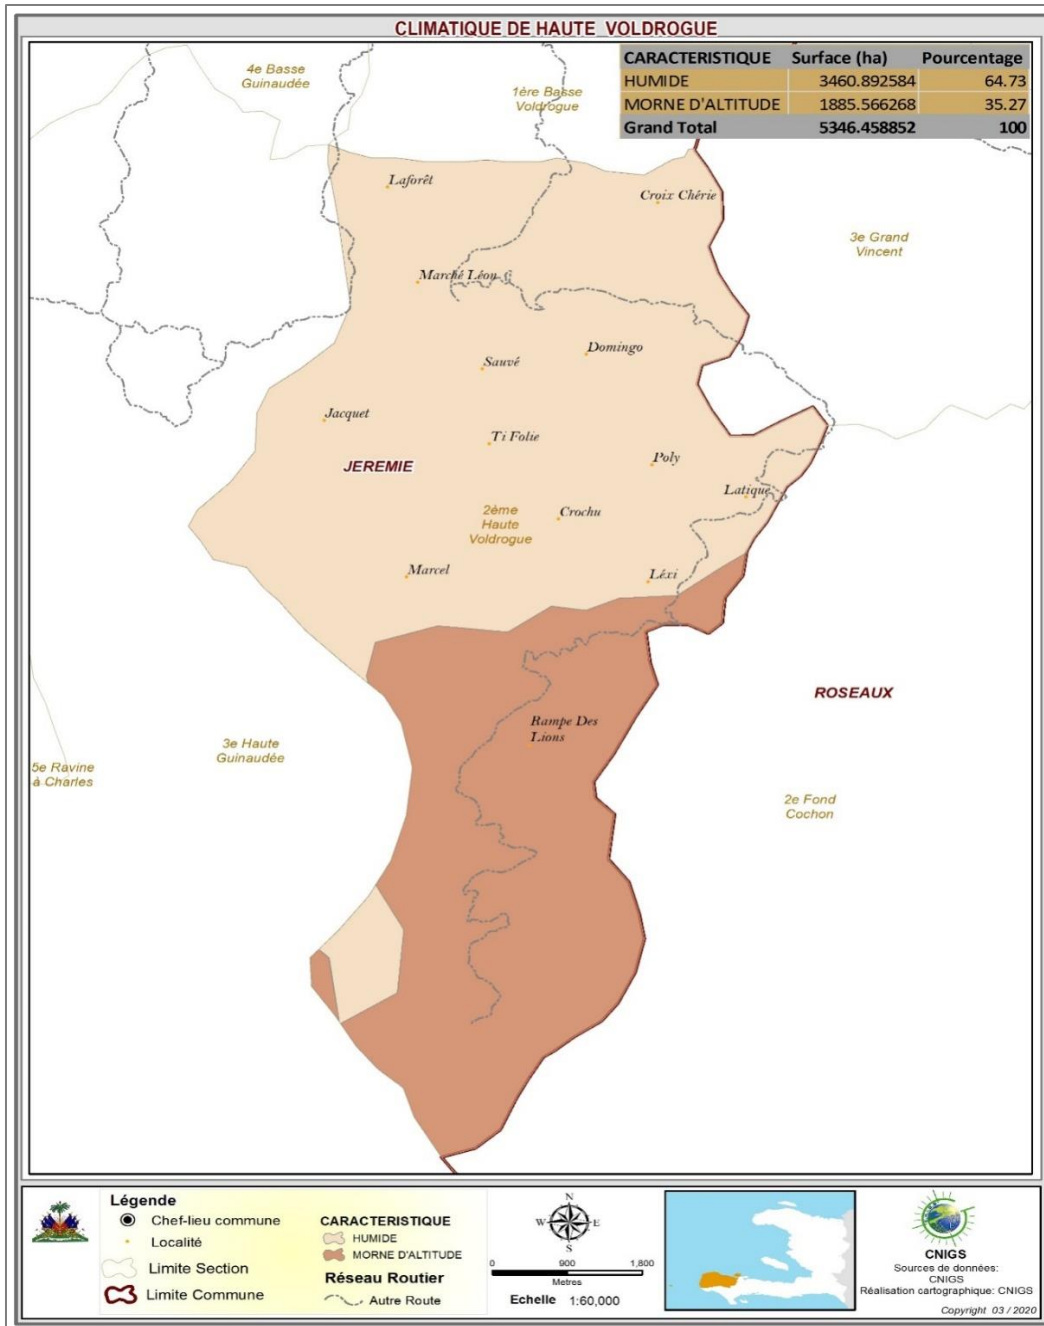 CLIMATIQUE DE HAUTE VOLDROGUE
CARACTERISTIQUE Surface (ha) Pourcentage
HUMIDE 3460.892584 64.73
MORNE D'ALTITUDE 1885.566268 35.27
Grand Total 5346.458852 100
4e Basse
Guinaudée
1ère Basse
Voldrogue
Laforêt
Croix Chérie
3e Grand
Vincent
Marché Léon
Domingo
Sauvé
Jacquet
Ti Folie
JEREMIE
Poly
Latique
2ème
Haute
Voldrogue
Crochu
Marcel
Léxi
ROSEAUX
Rampe Des
Lions
3e Haute
Guinaudée
5e Ravine
à Charles
2e Fond
Cochon
Légende
Chef-lieu commune
Localité
Limite Section
Limite Commune
CARACTERISTIQUE
HUMIDE
MORNE D'ALTITUDE
Réseau Routier
Autre Route
N
W E
S
0 900 1,800
Metres
Echelle 1:60,000
CNIGS
Sources de données:
CNIGS
Réalisation cartographique: CNIGS
Copyright 03 / 2020